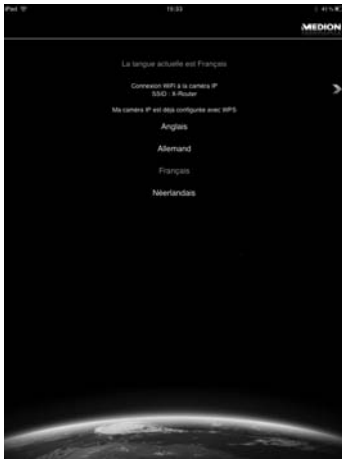 iPad 15:33 41%
MEDION
La langue actuelle est Français
Connexion WiFi à la caméra IP
SSID : X-Router
Ma caméra IP est déjà configurée avec WPS
Anglais
Allemand
Français
Néerlandais